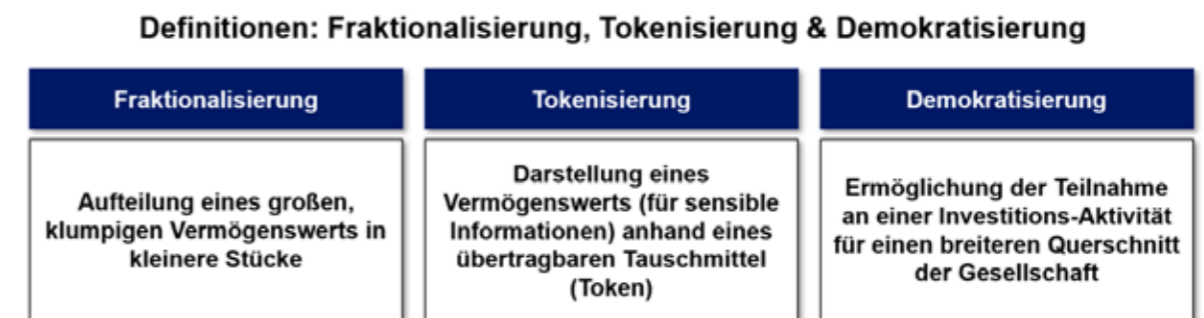 Definitionen: Fraktionalisierung, Tokenisierung & Demokratisierung
Fraktionalisierung
Aufteilung eines großen,
klumpigen Vermögenswerts in
kleinere Stücke
Tokenisierung
Darstellung eines
Vermögenswerts (für sensible
Informationen) anhand eines
übertragbaren Tauschmittel
(Token)
Demokratisierung
Ermöglichung der Teilnahme
an einer Investitions-Aktivität
für einen breiteren Querschnitt
der Gesellschaft